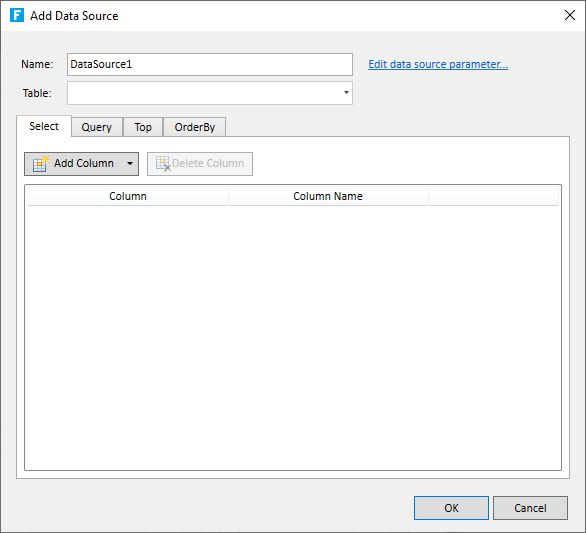 F Add Data Source
Name: DataSource1 Edit data source parameter...
Table:
Select Query Top OrderBy
Add Column Delete Column
Column Column Name
OK Cancel